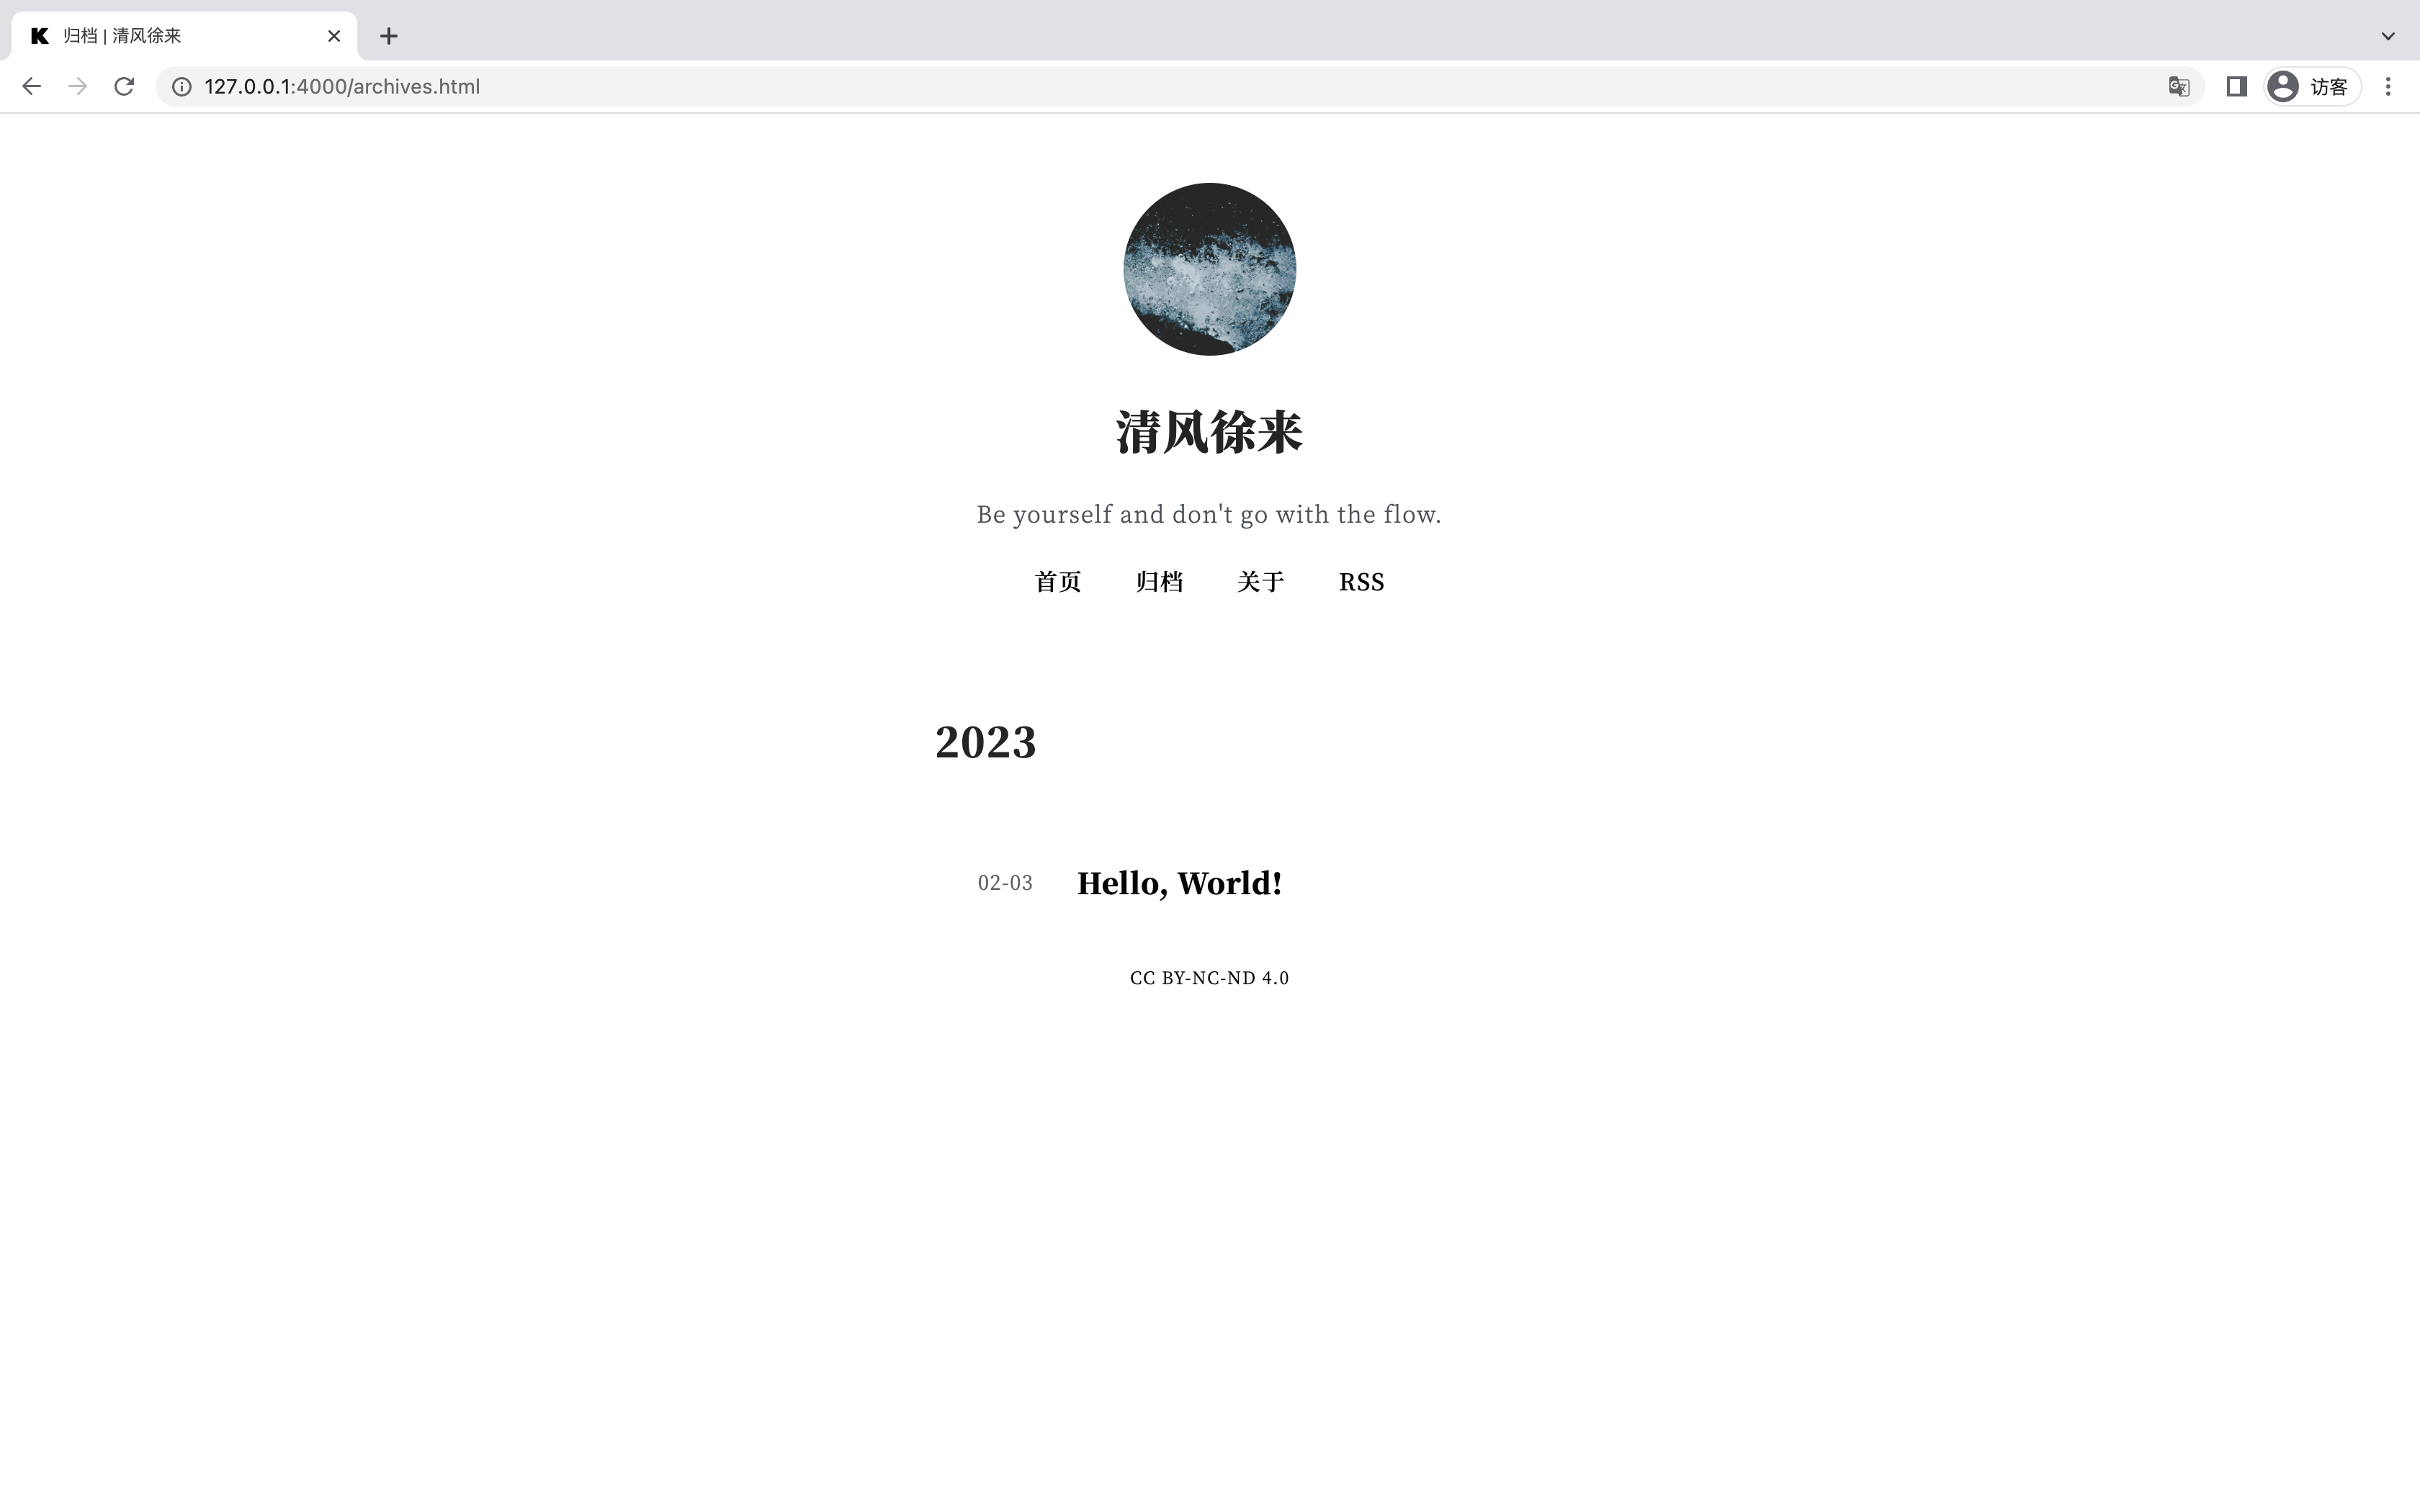 归档 | 清风徐来
127.0.0.1:4000/archives.html
访客
清风徐来
Be yourself and don't go with the flow.
首页 归档 关于 RSS
2023
02-03 Hello, World!
CC BY-NC-ND 4.0